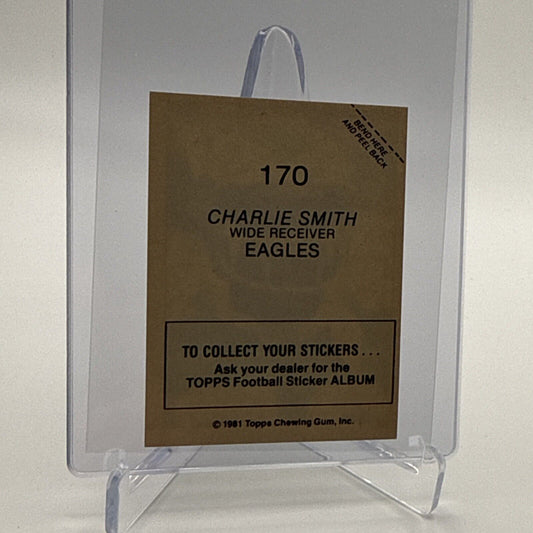 BEND HERE
AND PEEL BACK
170
CHARLIE SMITH
WIDE RECEIVER
EAGLES
TO COLLECT YOUR STICKERS...
Ask your dealer for the
TOPPS Football Sticker ALBUM
© 1981 Topps Chewing Gum, Inc.